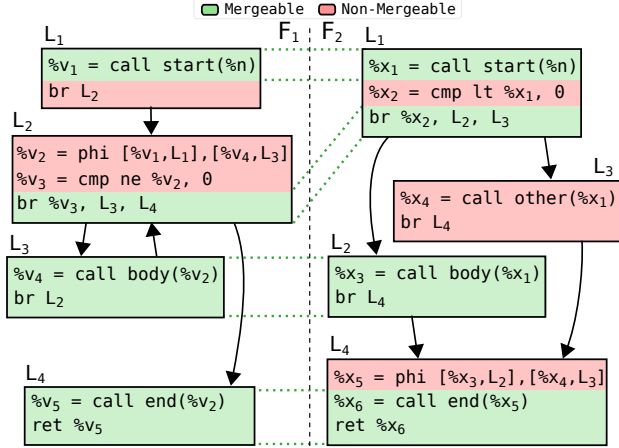 Mergeable Non-Mergeable
F₁ F₂
L₁
%v₁ = call start(%n)
br L₂
L₂
%v₂ = phi [%v₁,L₁],[%v₄,L₃]
%v₃ = cmp ne %v₂, 0
br %v₃, L₃, L₄
L₃
%v₄ = call body(%v₂)
br L₂
L₄
%v₅ = call end(%v₂)
ret %v₅
L₁
%x₁ = call start(%n)
%x₂ = cmp lt %x₁, 0
br %x₂, L₂, L₃
L₃
%x₄ = call other(%x₁)
br L₄
L₂
%x₃ = call body(%x₁)
br L₄
L₄
%x₅ = phi [%x₃,L₂],[%x₄,L₃]
%x₆ = call end(%x₅)
ret %x₆